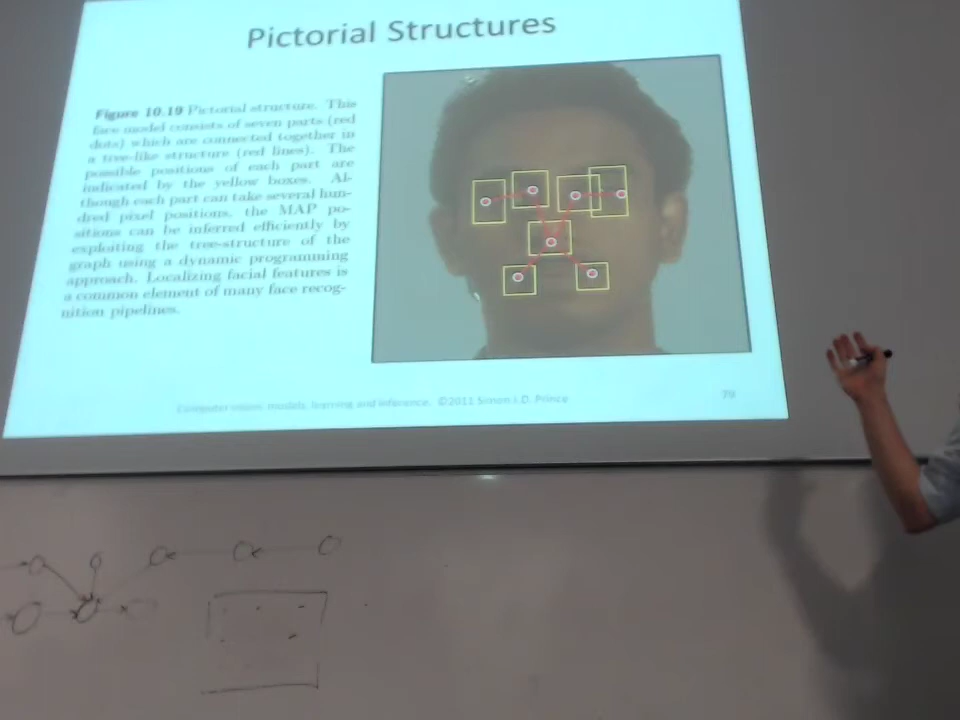 Pictorial Structures
Figure 10.19 Pictorial structure. This
face model consists of seven parts (red
dots) which are connected together in
a tree-like structure (red lines). The
possible positions of each part are
indicated by the yellow boxes. Al-
though each part can take several hun-
dred pixel positions, the MAP po-
sitions can be inferred efficiently by
exploiting the tree-structure of the
graph using a dynamic programming
approach. Localizing facial features is
a common element of many face recog-
nition pipelines.
Computer vision: models, learning and inference. ©2011 Simon J.D. Prince
79